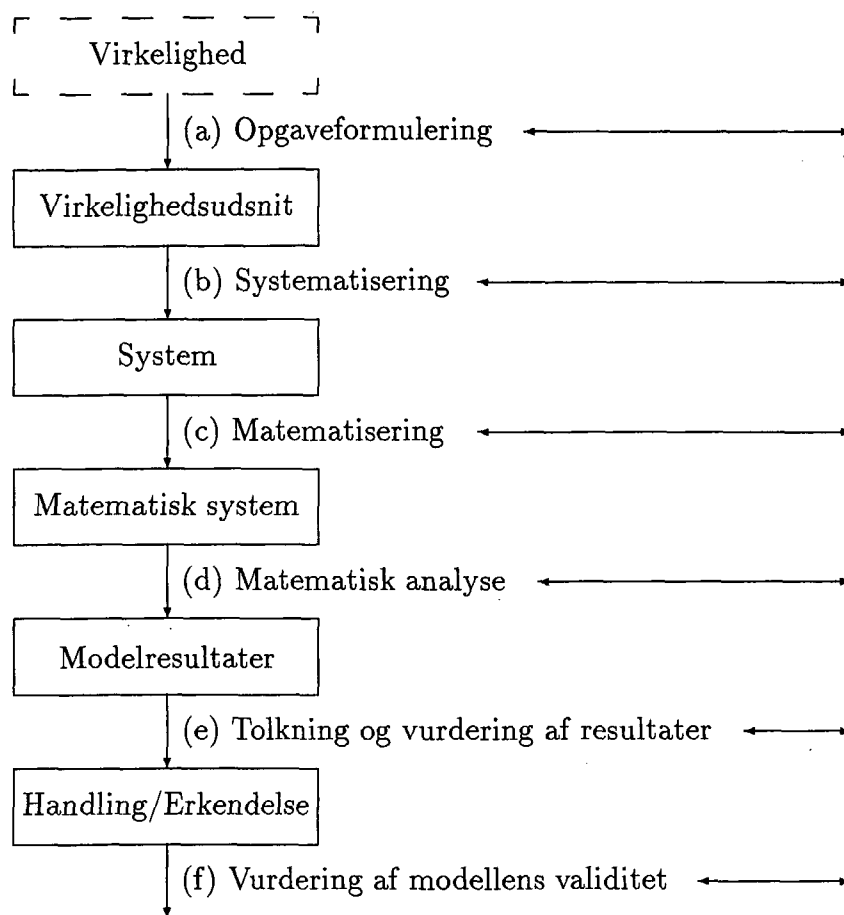 Virkelighed
(a) Opgaveformulering
Virkelighedsudsnit
(b) Systematisering
System
(c) Matematisering
Matematisk system
(d) Matematisk analyse
Modelresultater
(e) Tolkning og vurdering af resultater
Handling/Erkendelse
(f) Vurdering af modellens validitet